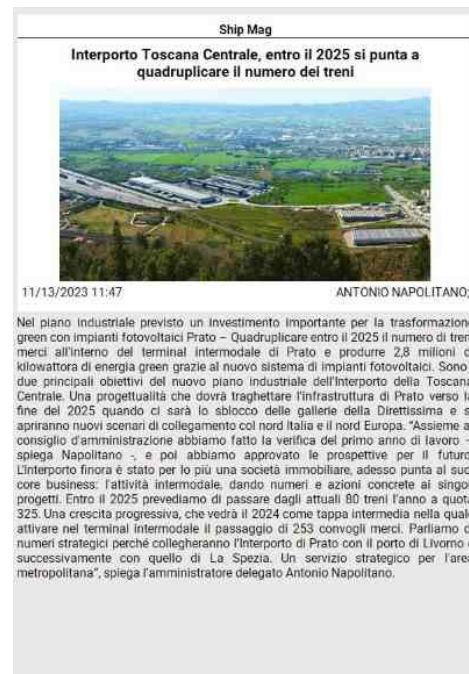 Ship Mag
Interporto Toscana Centrale, entro il 2025 si punta a
quadruplicare il numero dei treni
11/13/2023 11:47
ANTONIO NAPOLITANO;
Nel piano industriale previsto un investimento importante per la trasformazione
green con impianti fotovoltaici Prato – Quadruplicare entro il 2025 il numero di treni
merci all'interno del terminal intermodale di Prato e produrre 2,8 milioni di
kilowattora di energia green grazie al nuovo sistema di impianti fotovoltaici. Sono i
due principali obiettivi del nuovo piano industriale dell'Interporto della Toscana
Centrale. Una progettualità che dovrà traghettare l'infrastruttura di Prato verso la
fine del 2025 quando ci sarà lo sblocco delle gallerie della Direttissima e si
apriranno nuovi scenari di collegamento col nord Italia e il nord Europa. "Assieme al
consiglio d'amministrazione abbiamo fatto la verifica del primo anno di lavoro –
spiega Napolitano -, e poi abbiamo approvato le prospettive per il futuro.
L'Interporto finora è stato per lo più una società immobiliare, adesso punta al suo
core business: l'attività intermodale, dando numeri e azioni concrete ai singoli
progetti. Entro il 2025 prevediamo di passare dagli attuali 80 treni l'anno a quota
325. Una crescita progressiva, che vedrà il 2024 come tappa intermedia nella quale
attivare nel terminal intermodale il passaggio di 253 convogli merci. Parliamo di
numeri strategici perché collegheranno l'Interporto di Prato con il porto di Livorno e
successivamente con quello di La Spezia. Un servizio strategico per l'area
metropolitana", spiega l'amministratore delegato Antonio Napolitano.